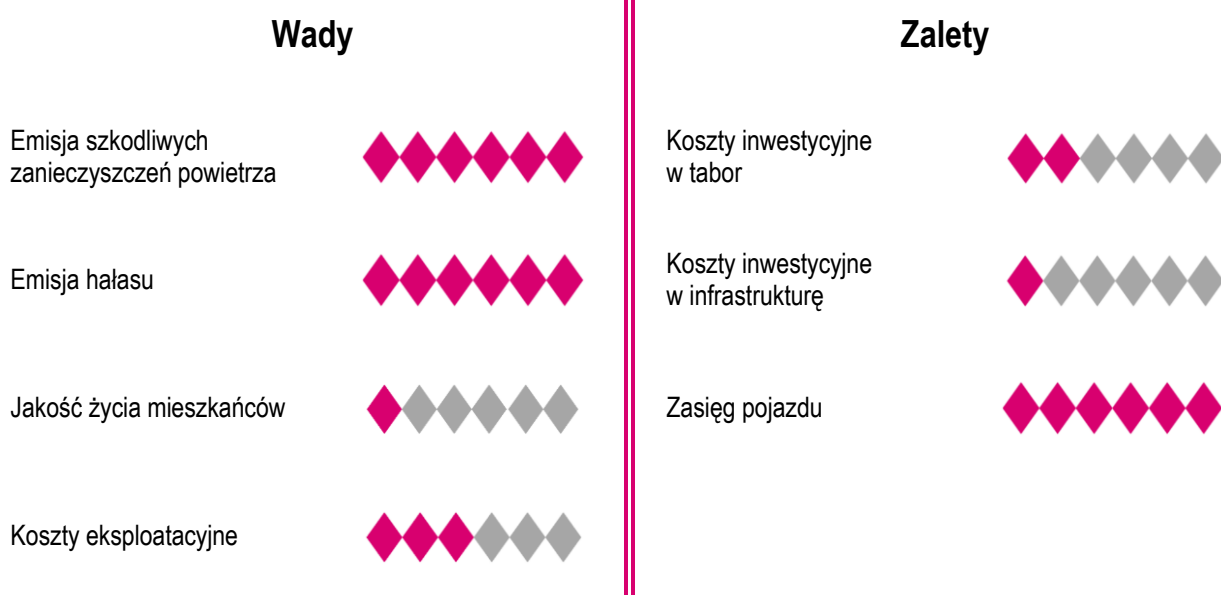 Wady
Emisja szkodliwych
zanieczyszczeń powietrza
Emisja hałasu
Jakość życia mieszkańców
Koszty eksploatacyjne
Zalety
Koszty inwestycyjne
w tabor
Koszty inwestycyjne
w infrastrukturę
Zasięg pojazdu